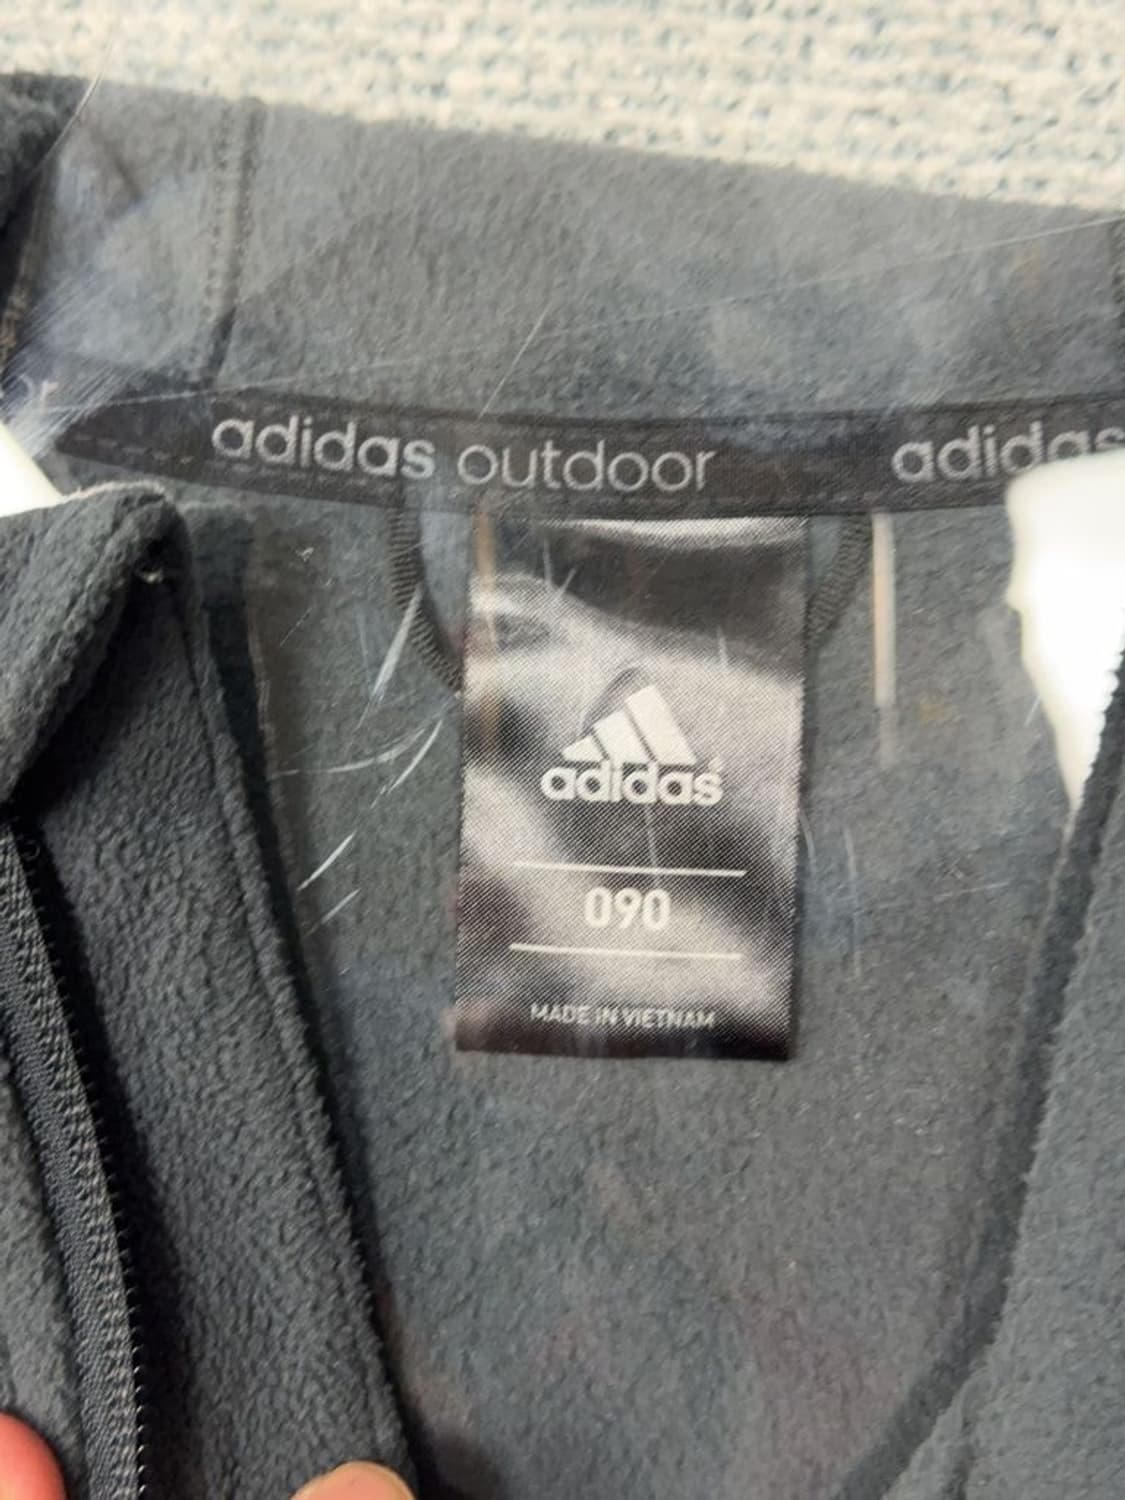 adidas outdoor
adidas
adidas
090
MADE IN VIETNAM